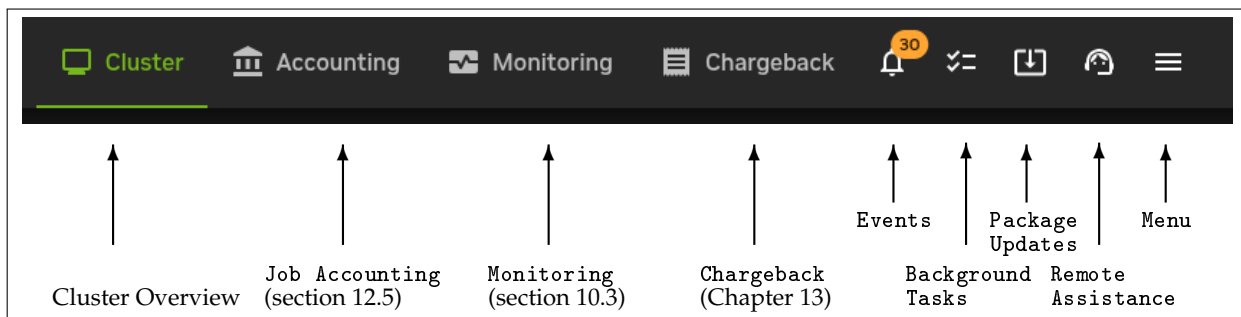 Cluster
Accounting
Monitoring
Chargeback
30
Events
Package
Updates
Menu
Cluster Overview
Job Accounting
(section 12.5)
Monitoring
(section 10.3)
Chargeback
(Chapter 13)
Background
Tasks
Remote
Assistance